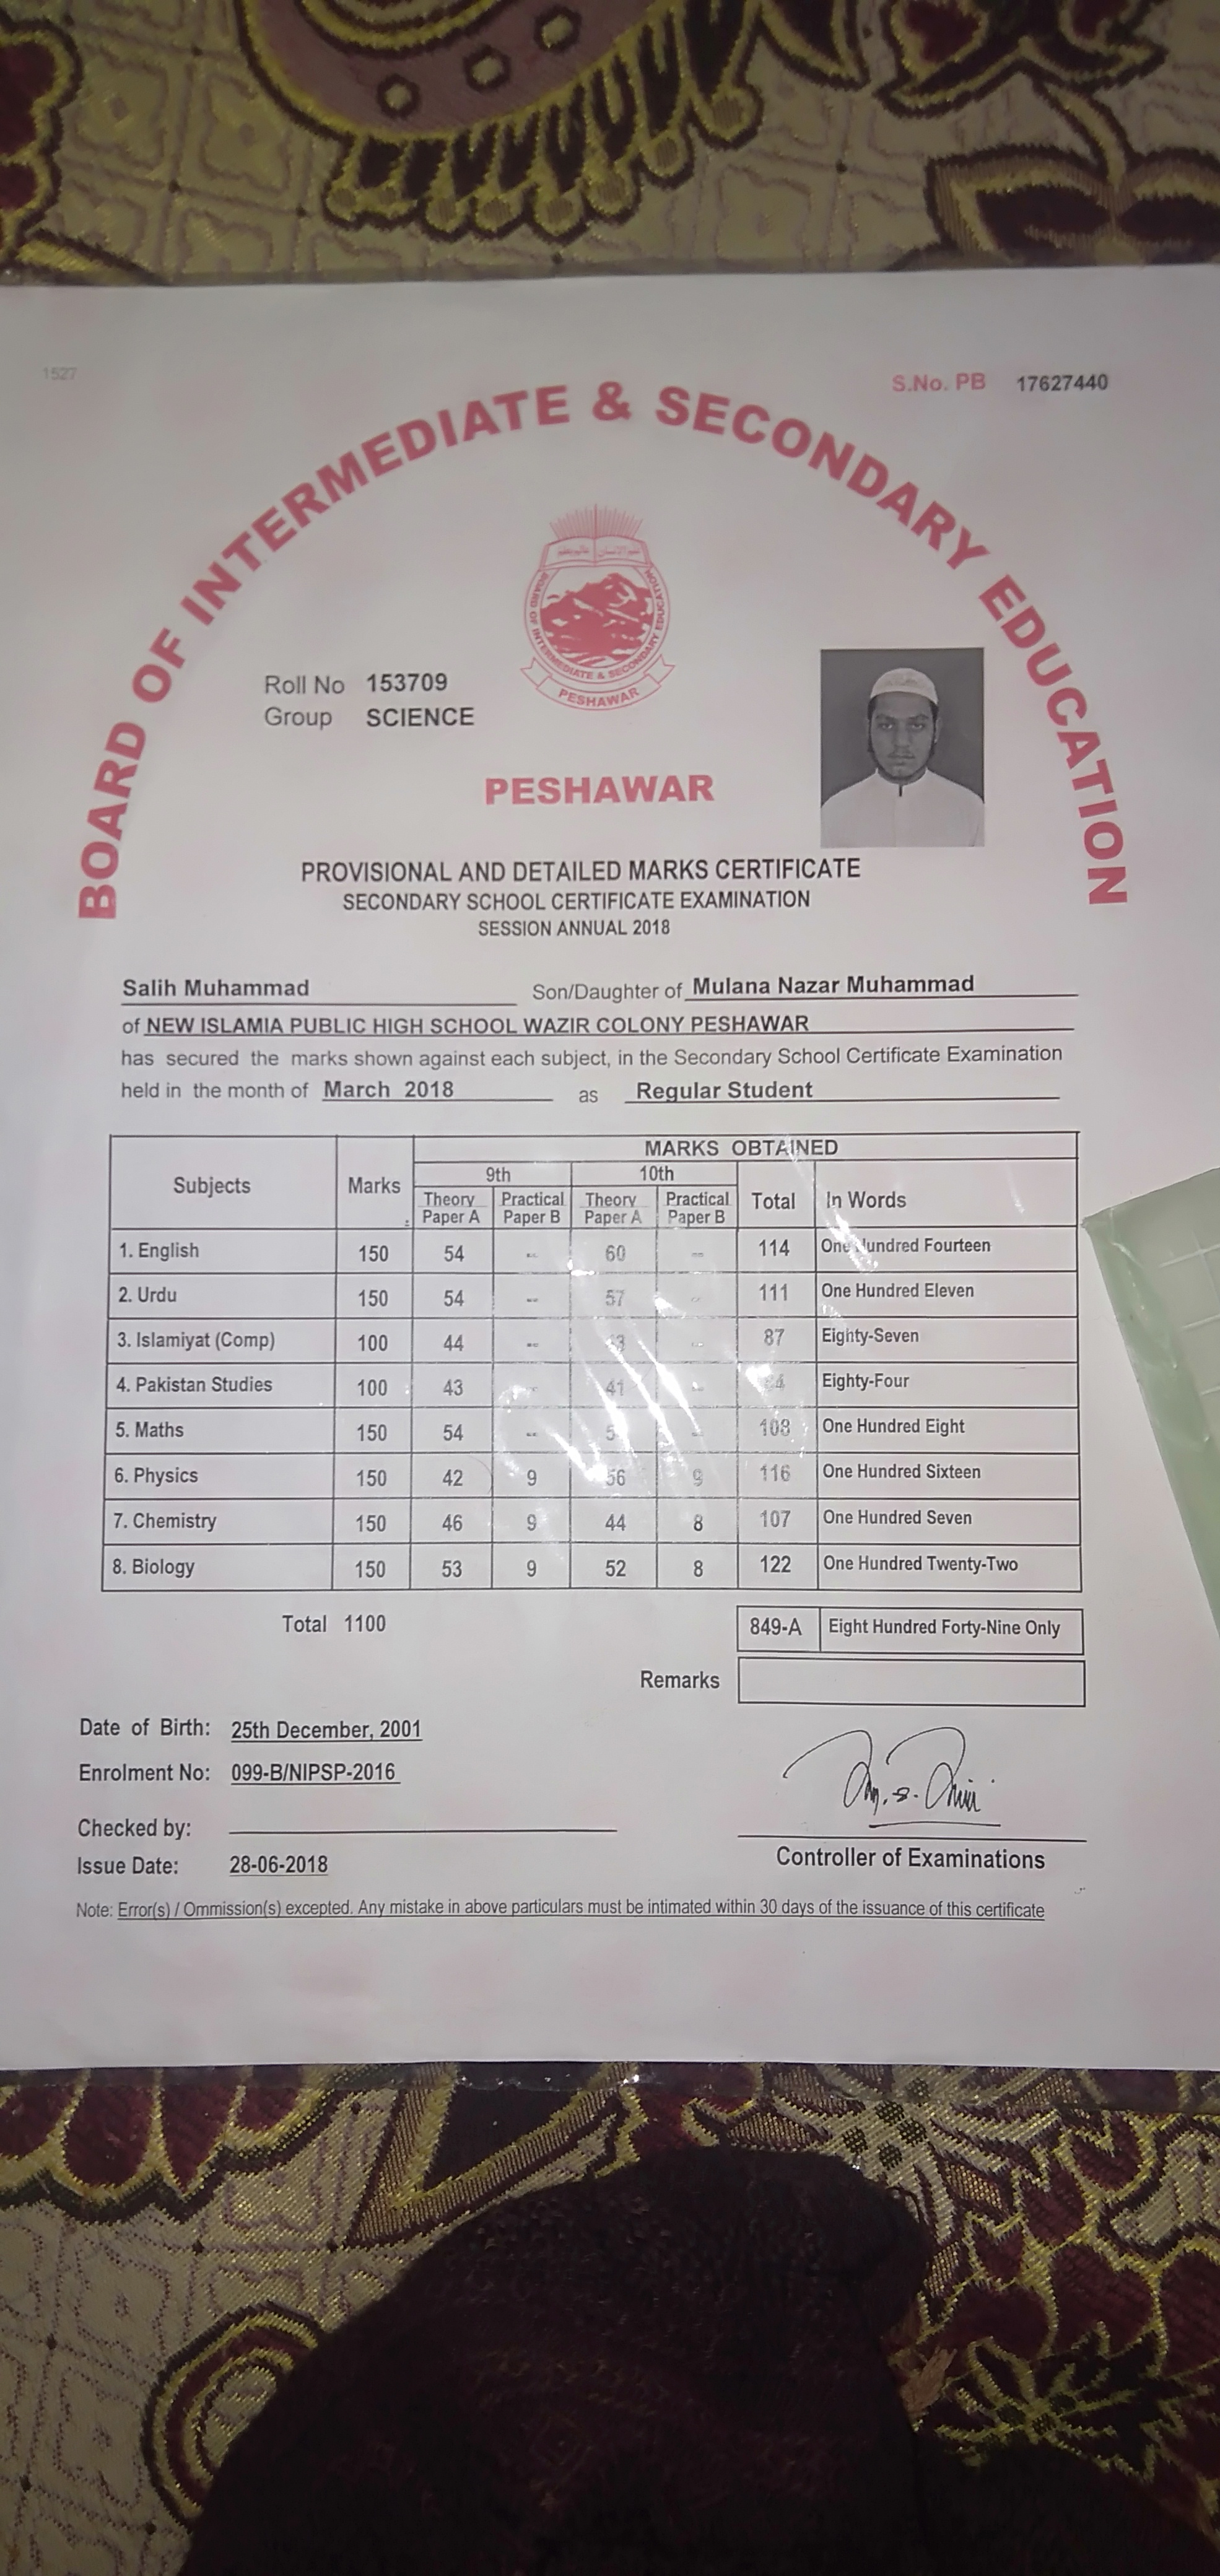 1527
S.No. PB 17627440
BOARD OF INTERMEDIATE & SECONDARY EDUCATION
BOARD OF INTERMEDIATE & SECONDARY EDUCATION
PESHAWAR
Roll No 153709
Group SCIENCE
PESHAWAR
PROVISIONAL AND DETAILED MARKS CERTIFICATE
SECONDARY SCHOOL CERTIFICATE EXAMINATION
SESSION ANNUAL 2018
Salih Muhammad Son/Daughter of Mulana Nazar Muhammad
of NEW ISLAMIA PUBLIC HIGH SCHOOL WAZIR COLONY PESHAWAR
has secured the marks shown against each subject, in the Secondary School Certificate Examination
held in the month of March 2018 as Regular Student
MARKS OBTAINED
Subjects Marks 9th 10th Total In Words
Theory Practical Theory Practical
Paper A Paper B Paper A Paper B
1. English 150 54 -- 60 -- 114 One Hundred Fourteen
2. Urdu 150 54 -- 57 -- 111 One Hundred Eleven
3. Islamiyat (Comp) 100 44 -- 43 -- 87 Eighty-Seven
4. Pakistan Studies 100 43 -- 41 -- 84 Eighty-Four
5. Maths 150 54 -- -- 108 One Hundred Eight
6. Physics 150 42 9 56 9 116 One Hundred Sixteen
7. Chemistry 150 46 9 44 8 107 One Hundred Seven
8. Biology 150 53 9 52 8 122 One Hundred Twenty-Two
Total 1100 849-A Eight Hundred Forty-Nine Only
Remarks
Date of Birth: 25th December, 2001
Enrolment No: 099-B/NIPSP-2016
Checked by:
Issue Date: 28-06-2018
Controller of Examinations
Note: Error(s) / Ommission(s) excepted. Any mistake in above particulars must be intimated within 30 days of the issuance of this certificate